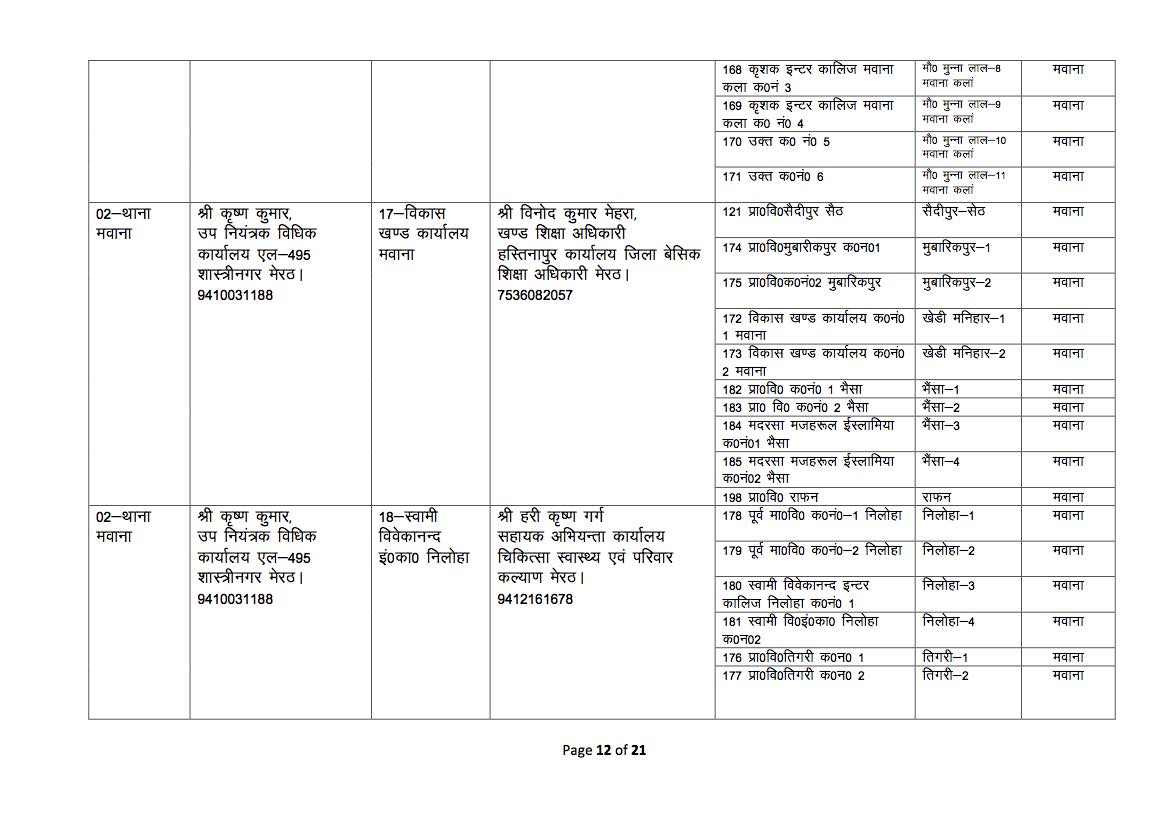 168 कृशक इन्टर कालिज मवाना
कला क0नं 3
मौ0 मुन्ना लाल–8
मवाना कलां
मवाना
169 कृशक इन्टर कालिज मवाना
कला क0 नं0 4
मौ0 मुन्ना लाल–9
मवाना कलां
मवाना
170 उक्त क0 नं0 5
मौ0 मुन्ना लाल–10
मवाना कलां
मवाना
171 उक्त क0नं0 6
मौ0 मुन्ना लाल–11
मवाना कलां
मवाना
02–थाना
मवाना
श्री कृष्ण कुमार,
उप नियंत्रक विधिक
कार्यालय एल–495
शास्त्रीनगर मेरठ।
9410031188
17–विकास
खण्ड कार्यालय
मवाना
श्री विनोद कुमार मेहरा,
खण्ड शिक्षा अधिकारी
हस्तिनापुर कार्यालय जिला बेसिक
शिक्षा अधिकारी मेरठ।
7536082057
121 प्रा0वि0सैदीपुर सैठ
सैदीपुर–सेठ
मवाना
174 प्रा0वि0मुबारीकपुर क0न01
मुबारिकपुर–1
मवाना
175 प्रा0वि0क0नं02 मुबारिकपुर
मुबारिकपुर–2
मवाना
172 विकास खण्ड कार्यालय क0नं0
1 मवाना
खेडी मनिहार–1
मवाना
173 विकास खण्ड कार्यालय क0नं0
2 मवाना
खेडी मनिहार–2
मवाना
182 प्रा0वि0 क0नं0 1 भैसा
भैंसा–1
मवाना
183 प्रा0 वि0 क0नं0 2 भैसा
भैंसा–2
मवाना
184 मदरसा मजहरूल ईस्लामिया
क0नं01 भैसा
भैंसा–3
मवाना
185 मदरसा मजहरूल ईस्लामिया
क0नं02 भैसा
भैंसा–4
मवाना
198 प्रा0वि0 राफन
राफन
मवाना
02–थाना
मवाना
श्री कृष्ण कुमार,
उप नियंत्रक विधिक
कार्यालय एल–495
शास्त्रीनगर मेरठ।
9410031188
18–स्वामी
विवेकानन्द
इं0का0 निलोहा
श्री हरी कृष्ण गर्ग
सहायक अभियन्ता कार्यालय
चिकित्सा स्वास्थ्य एवं परिवार
कल्याण मेरठ।
9412161678
178 पूर्व मा0वि0 क0नं0–1 निलोहा
निलोहा–1
मवाना
179 पूर्व मा0वि0 क0नं0–2 निलोहा
निलोहा–2
मवाना
180 स्वामी विवेकानन्द इन्टर
कालिज निलोहा क0नं0 1
निलोहा–3
मवाना
181 स्वामी वि0इं0का0 निलोहा
क0न02
निलोहा–4
मवाना
176 प्रा0वि0तिगरी क0न0 1
तिगरी–1
मवाना
177 प्रा0वि0तिगरी क0न0 2
तिगरी–2
मवाना
Page 12 of 21